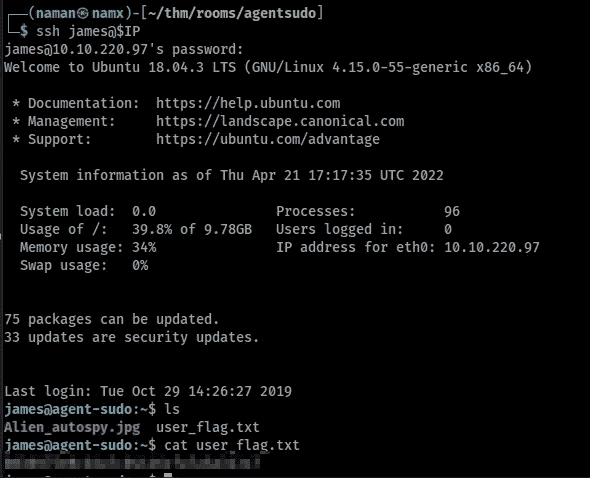 ┌──(naman㉿namx)-[~/thm/rooms/agentsudo]
└─$ ssh james@$IP
james@10.10.220.97's password:
Welcome to Ubuntu 18.04.3 LTS (GNU/Linux 4.15.0-55-generic x86_64)
* Documentation:  https://help.ubuntu.com
* Management:     https://landscape.canonical.com
* Support:        https://ubuntu.com/advantage
System information as of Thu Apr 21 17:17:35 UTC 2022
System load:  0.0               Processes:           96
Usage of /:   39.8% of 9.78GB   Users logged in:     0
Memory usage: 34%               IP address for eth0: 10.10.220.97
Swap usage:   0%
75 packages can be updated.
33 updates are security updates.
Last login: Tue Oct 29 14:26:27 2019
james@agent-sudo:~$ ls
Alien_autospy.jpg  user_flag.txt
james@agent-sudo:~$ cat user_flag.txt